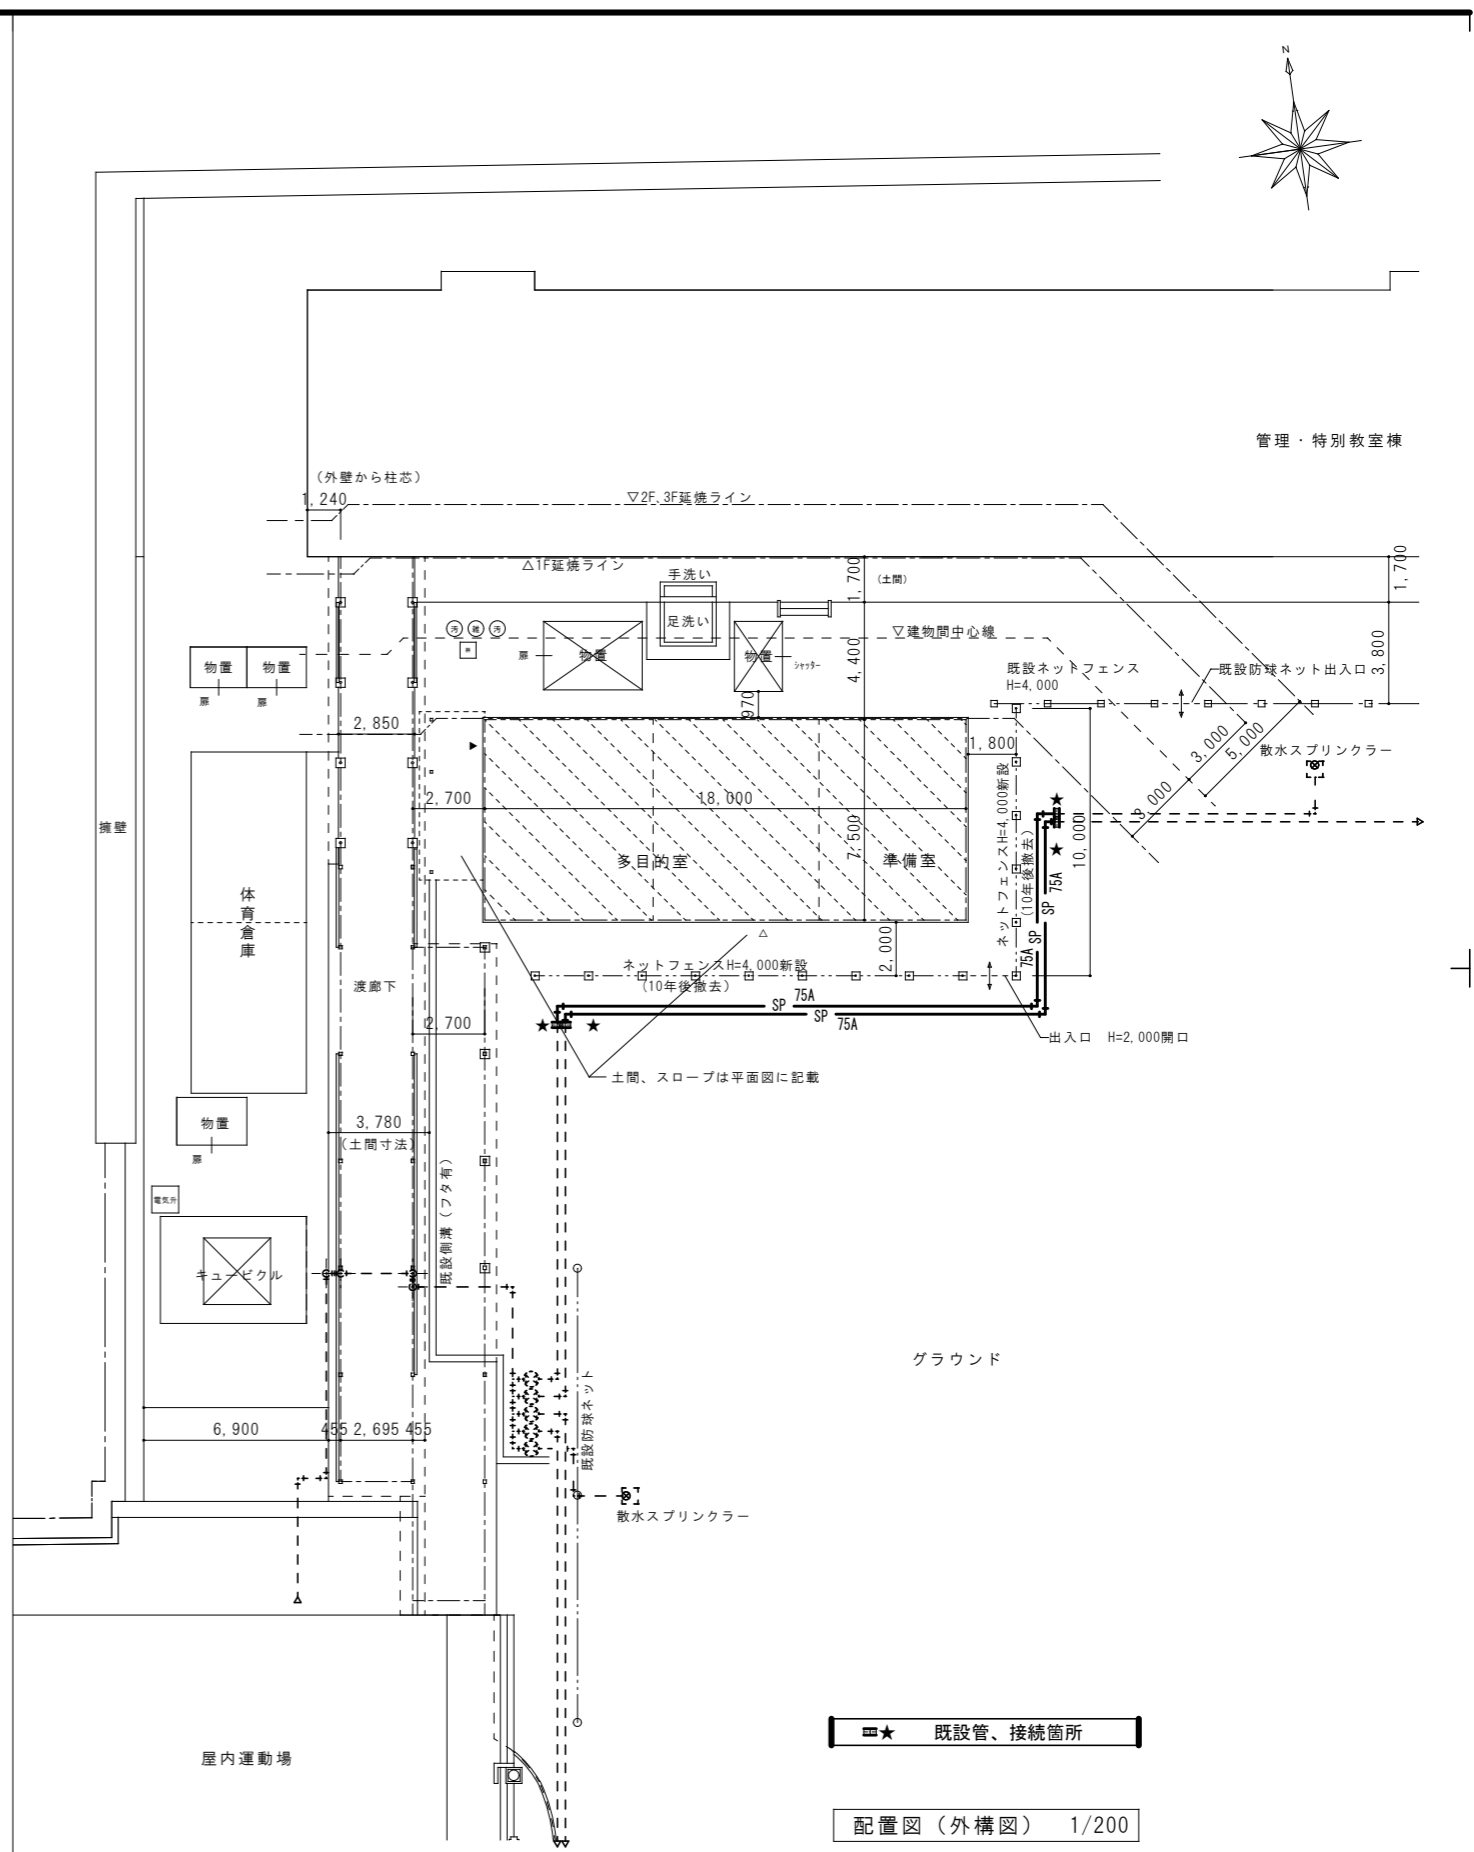 N
管理・特別教室棟
（外壁から柱芯）
1,240
▽2F,3F延焼ライン
△1F延焼ライン
手洗い
足洗い
1,700
（土間）
1,700
汚
雑
汚
扉
物置
物置
シャッター
▽建物間中心線
4,400
3,800
既設ネットフェンス
H=4,000
既設防球ネット出入口
物置
物置
扉
扉
2,850
970
1,800
3,000
5,000
3,000
散水スプリンクラー
2,700
18,000
7,500
多目的室
準備室
ネットフェンスH=4,000新設
（10年後撤去）
10,000
★
★
SP 75A
75A SP
擁壁
体育倉庫
渡廊下
2,000
△
ネットフェンスH=4,000新設
（10年後撤去）
SP 75A
SP 75A
★ ★
2,700
出入口 H=2,000開口
土間、スロープは平面図に記載
物置
扉
3,780
（土間寸法）
既設側溝（フタ有）
電気升
キュービクル
グラウンド
既設防球ネット
6,900
455
2,695
455
散水スプリンクラー
屋内運動場
★ 既設管、接続箇所
配置図（外構図） 1/200